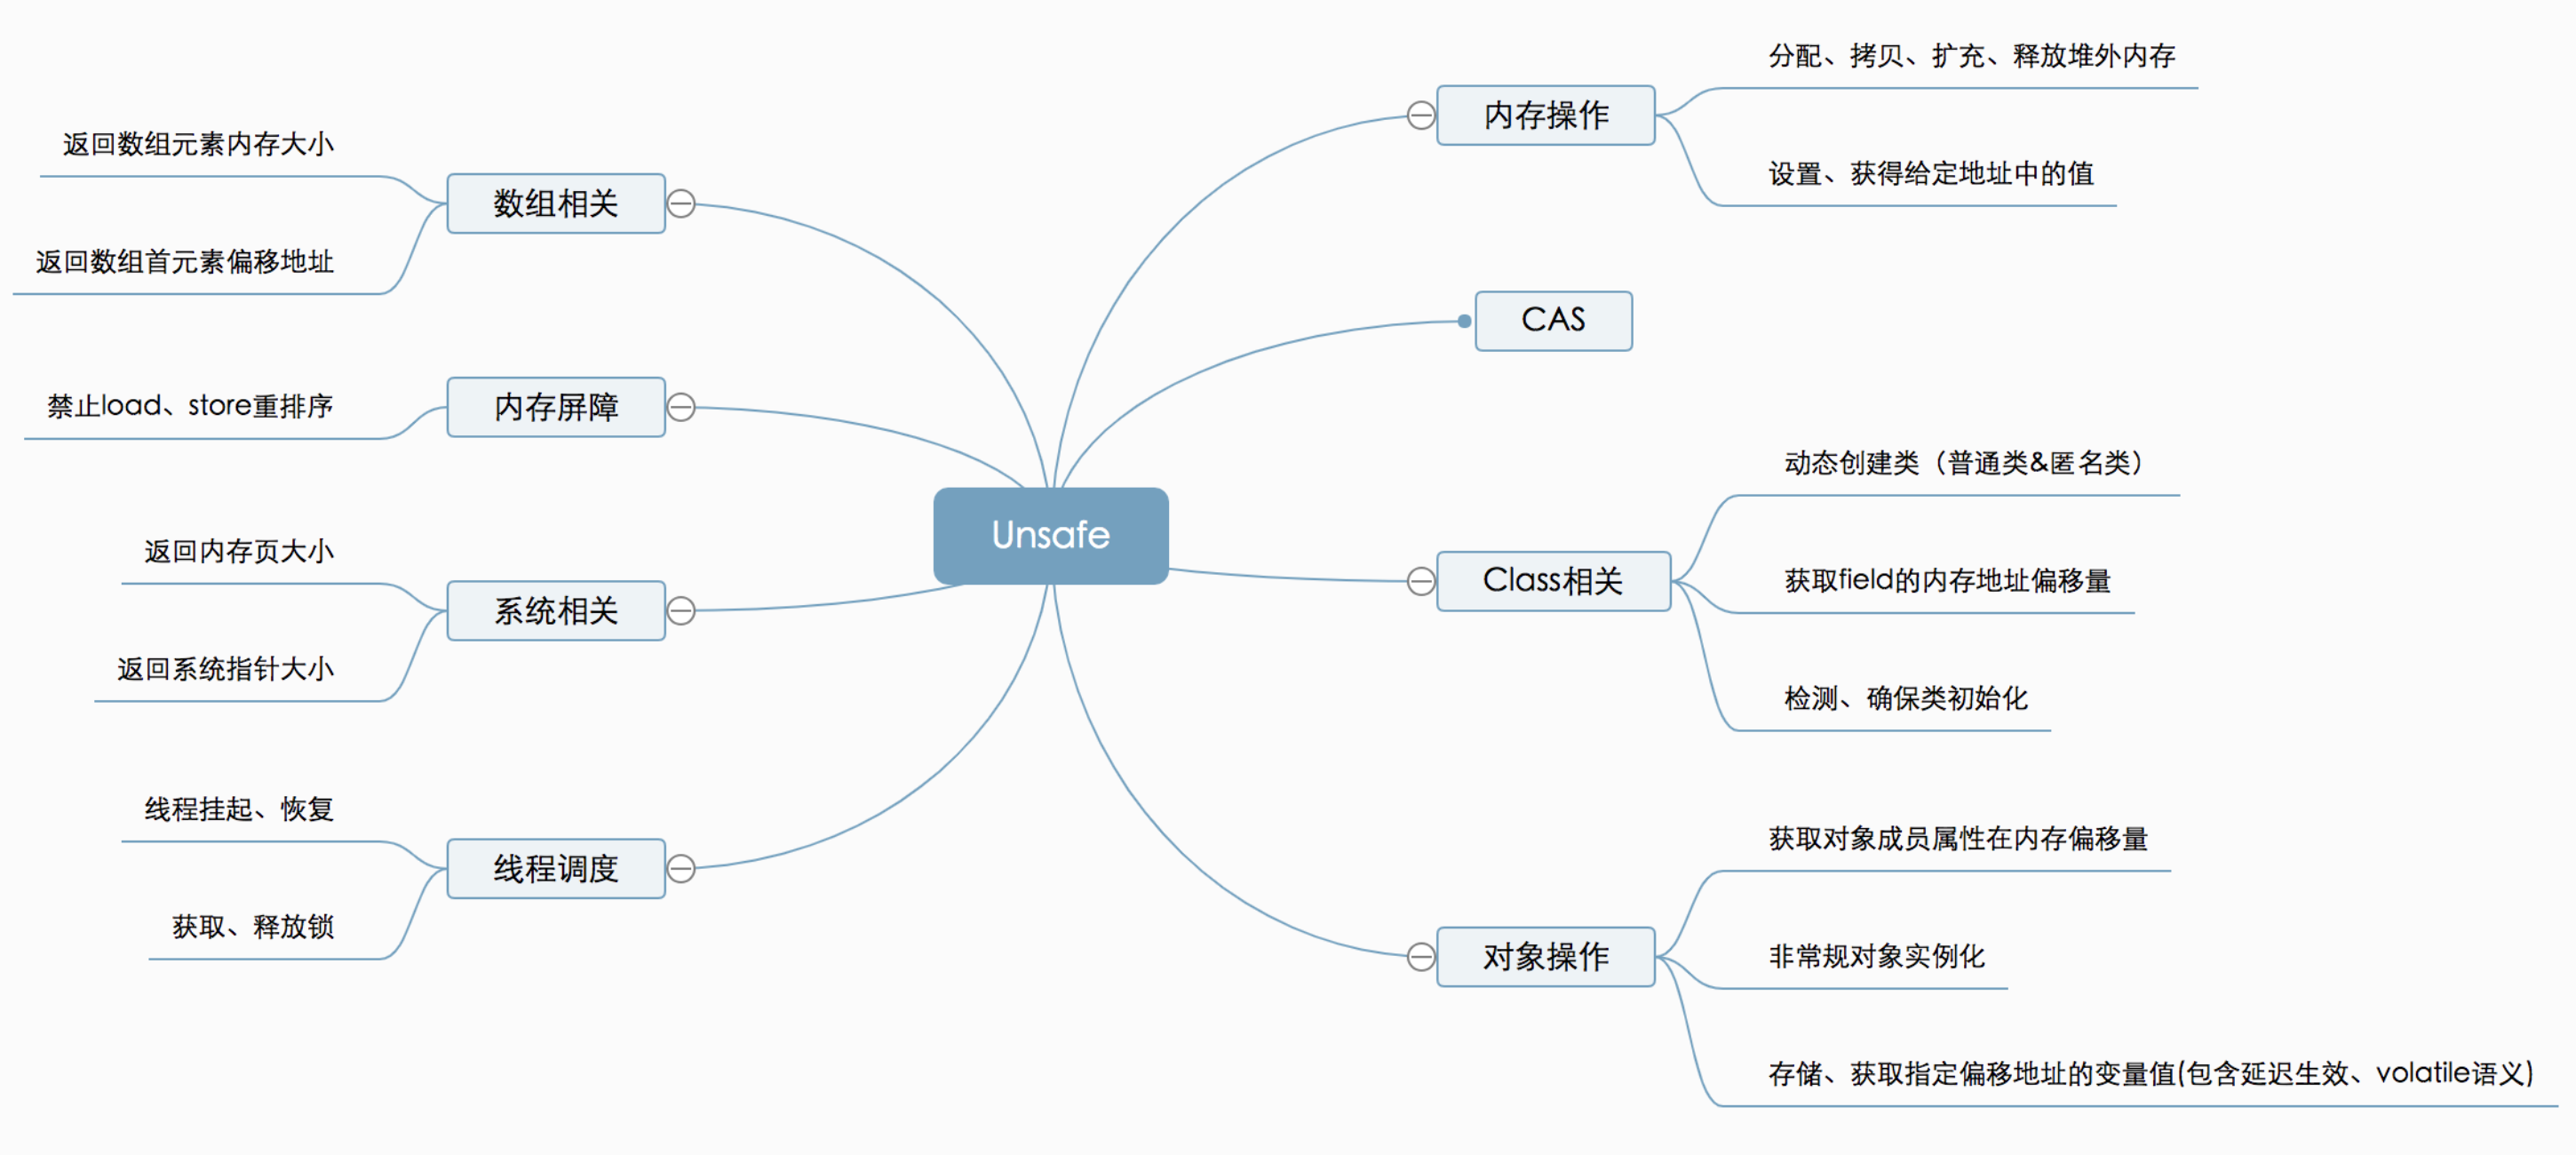 Unsafe
内存操作
分配、拷贝、扩充、释放堆外内存
设置、获得给定地址中的值
CAS
Class相关
动态创建类（普通类&匿名类）
获取field的内存地址偏移量
检测、确保类初始化
对象操作
获取对象成员属性在内存偏移量
非常规对象实例化
存储、获取指定偏移地址的变量值(包含延迟生效、volatile语义)
数组相关
返回数组元素内存大小
返回数组首元素偏移地址
内存屏障
禁止load、store重排序
系统相关
返回内存页大小
返回系统指针大小
线程调度
线程挂起、恢复
获取、释放锁